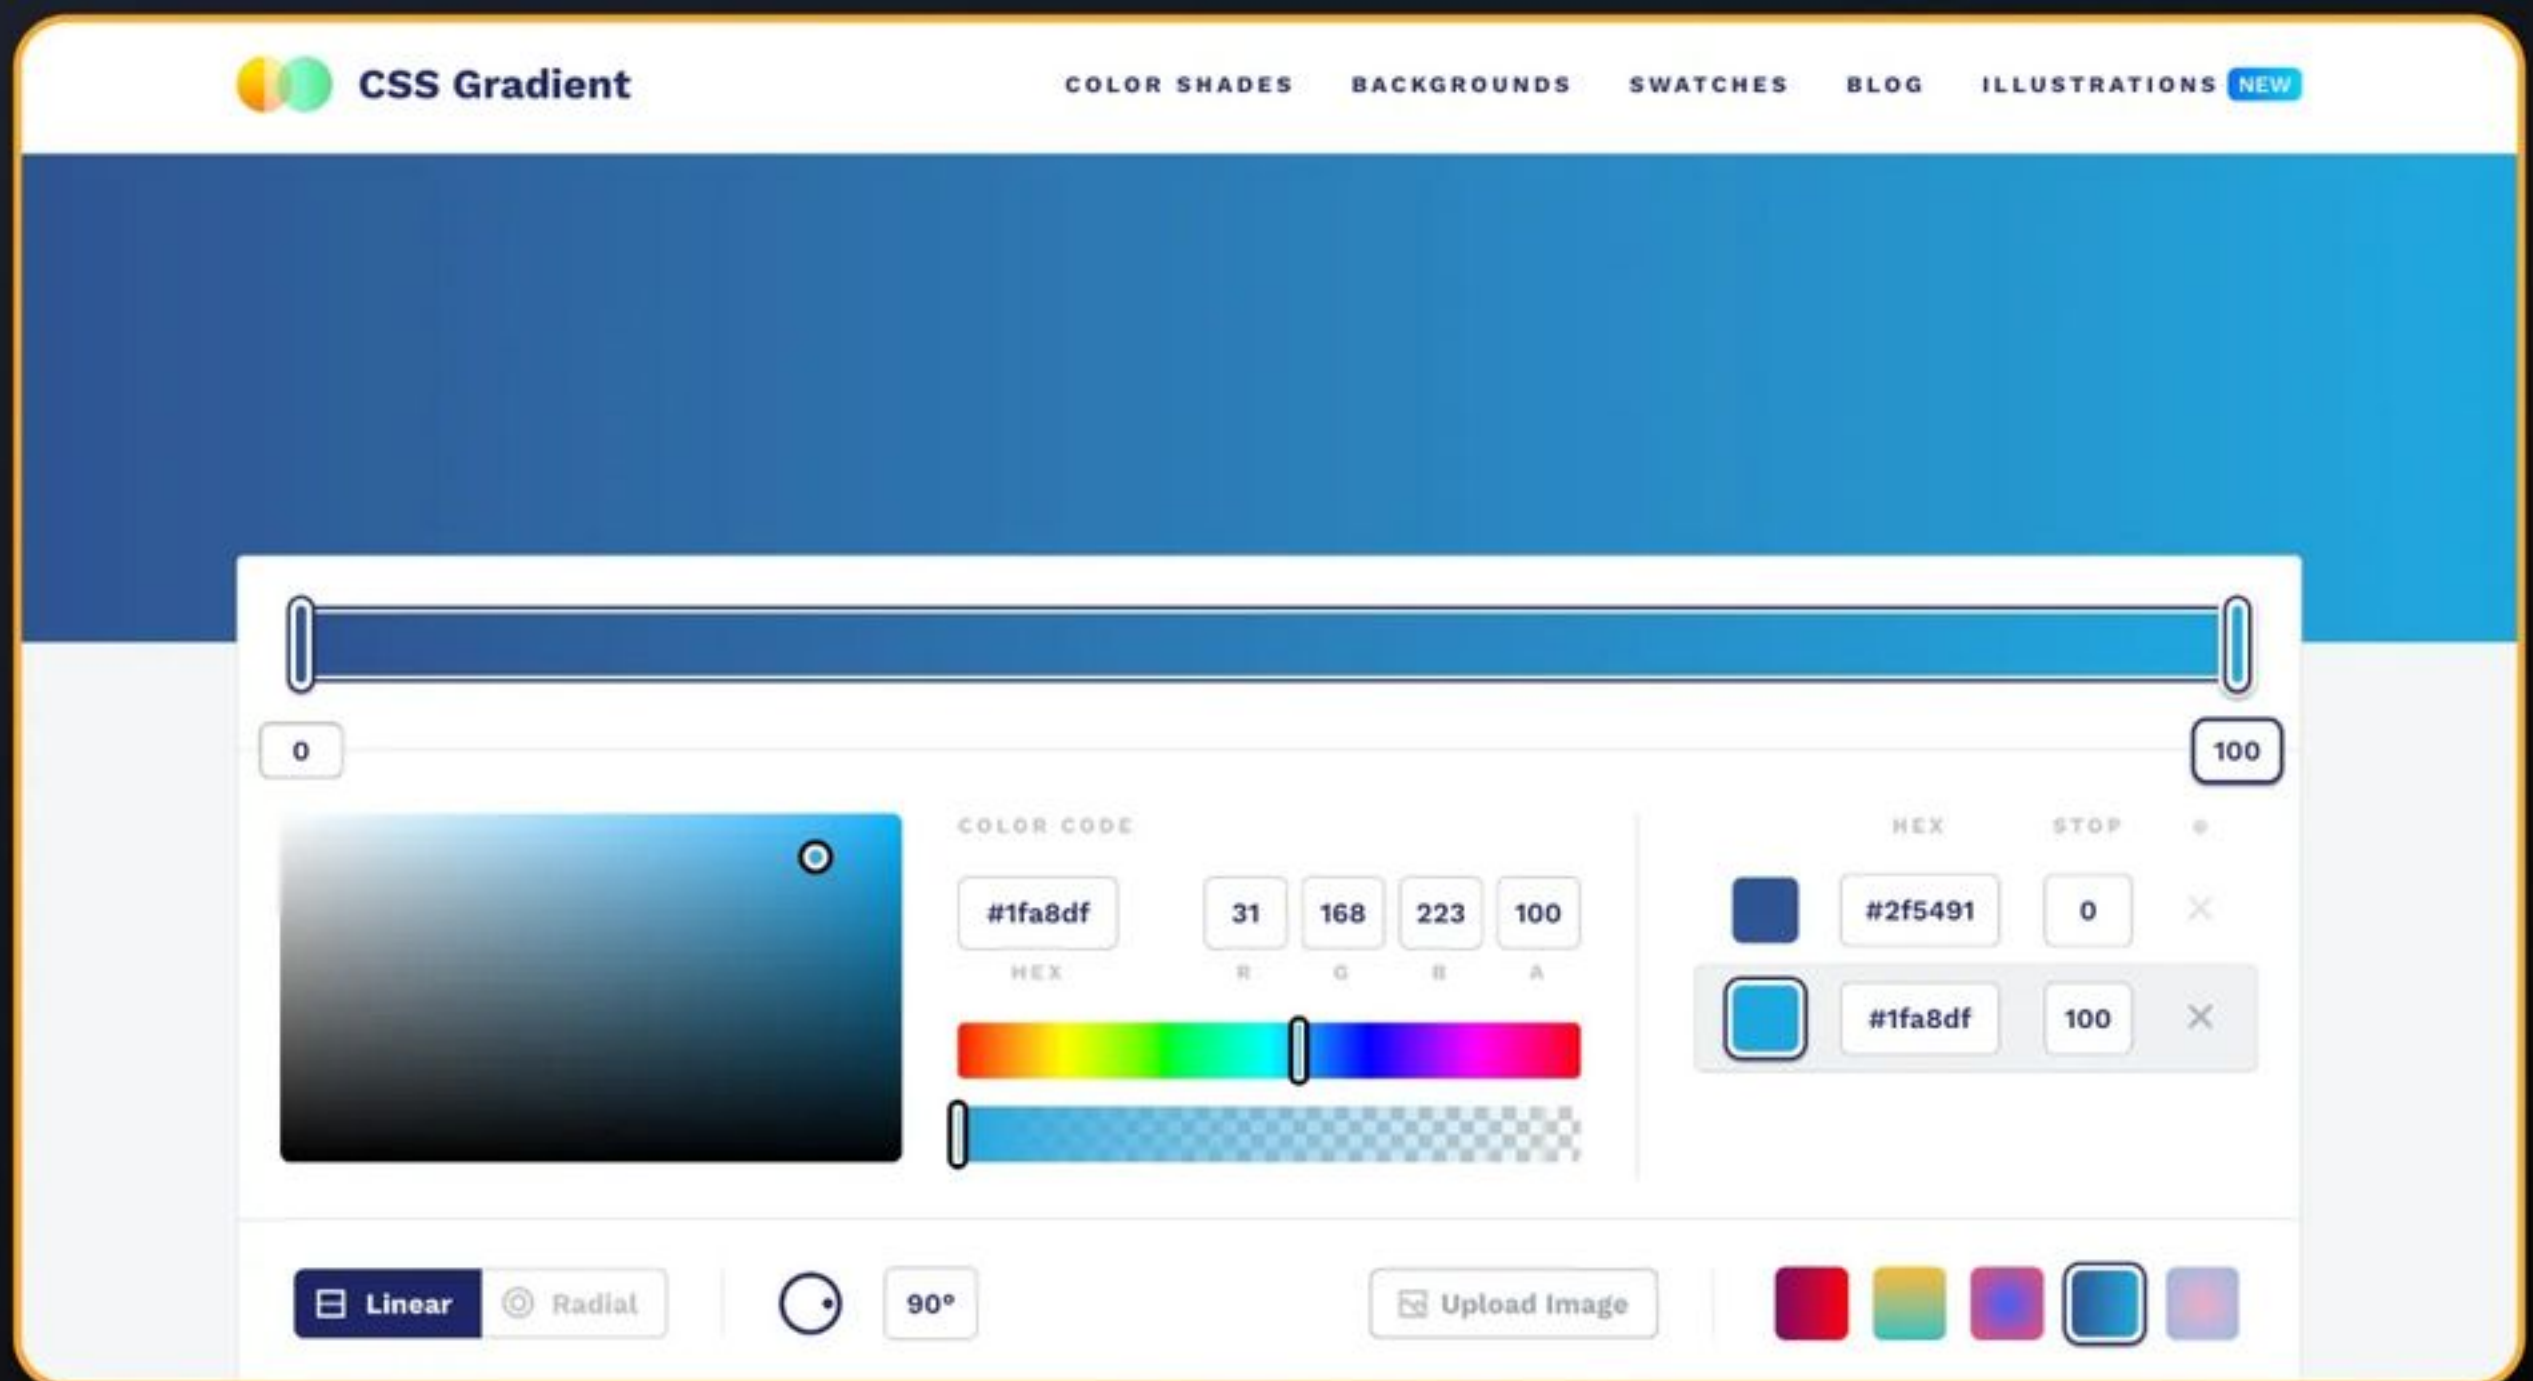 CSS Gradient
COLOR SHADES BACKGROUNDS SWATCHES BLOG ILLUSTRATIONS NEW
0 100
COLOR CODE HEX STOP
#1fa8df 31 168 223 100 #2f5491 0
HEX R G B A
#1fa8df 100
Linear Radial 90° Upload Image